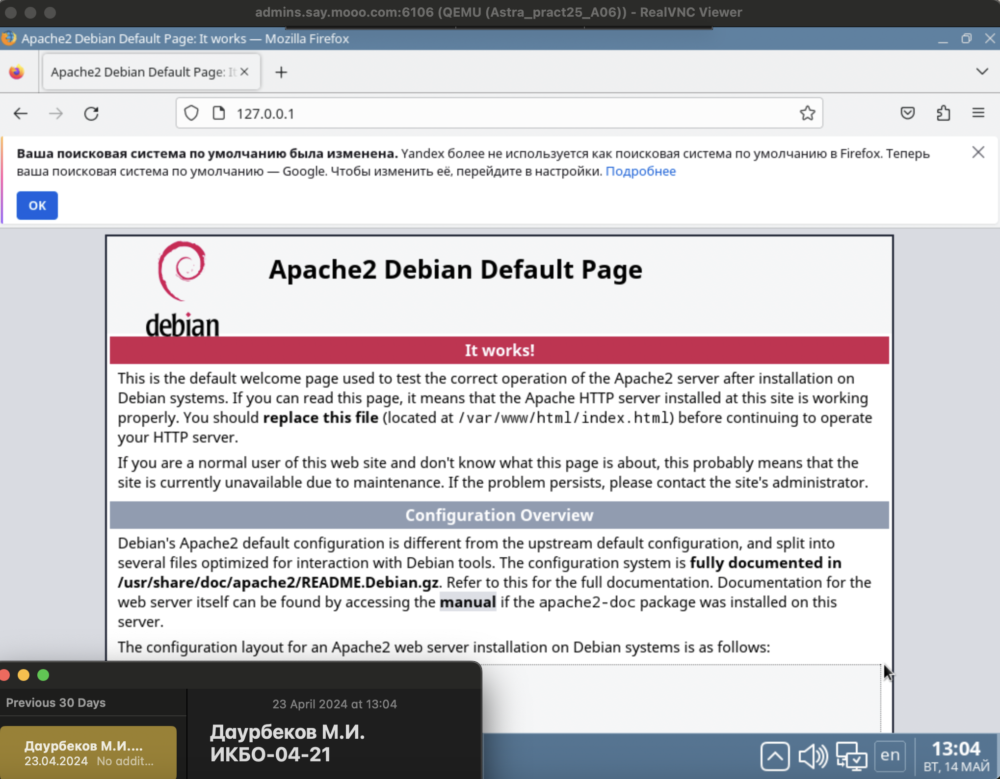 admins.say.mooo.com:6106 (QEMU (Astra_pract25_A06)) - RealVNC Viewer
Apache2 Debian Default Page: It works — Mozilla Firefox
Apache2 Debian Default Page: It
127.0.0.1
Ваша поисковая система по умолчанию была изменена. Yandex более не используется как поисковая система по умолчанию в Firefox. Теперь
ваша поисковая система по умолчанию — Google. Чтобы изменить её, перейдите в настройки. Подробнее
OK
debian
Apache2 Debian Default Page
It works!
This is the default welcome page used to test the correct operation of the Apache2 server after installation on
Debian systems. If you can read this page, it means that the Apache HTTP server installed at this site is working
properly. You should replace this file (located at /var/www/html/index.html) before continuing to operate
your HTTP server.
If you are a normal user of this web site and don't know what this page is about, this probably means that the
site is currently unavailable due to maintenance. If the problem persists, please contact the site's administrator.
Configuration Overview
Debian's Apache2 default configuration is different from the upstream default configuration, and split into
several files optimized for interaction with Debian tools. The configuration system is fully documented in
/usr/share/doc/apache2/README.Debian.gz. Refer to this for the full documentation. Documentation for the
web server itself can be found by accessing the manual if the apache2-doc package was installed on this
server.
The configuration layout for an Apache2 web server installation on Debian systems is as follows:
Previous 30 Days
Даурбеков М.И....
23.04.2024 No addit...
23 April 2024 at 13:04
Даурбеков М.И.
ИКБО-04-21
en
13:04
ВТ, 14 МАЙ